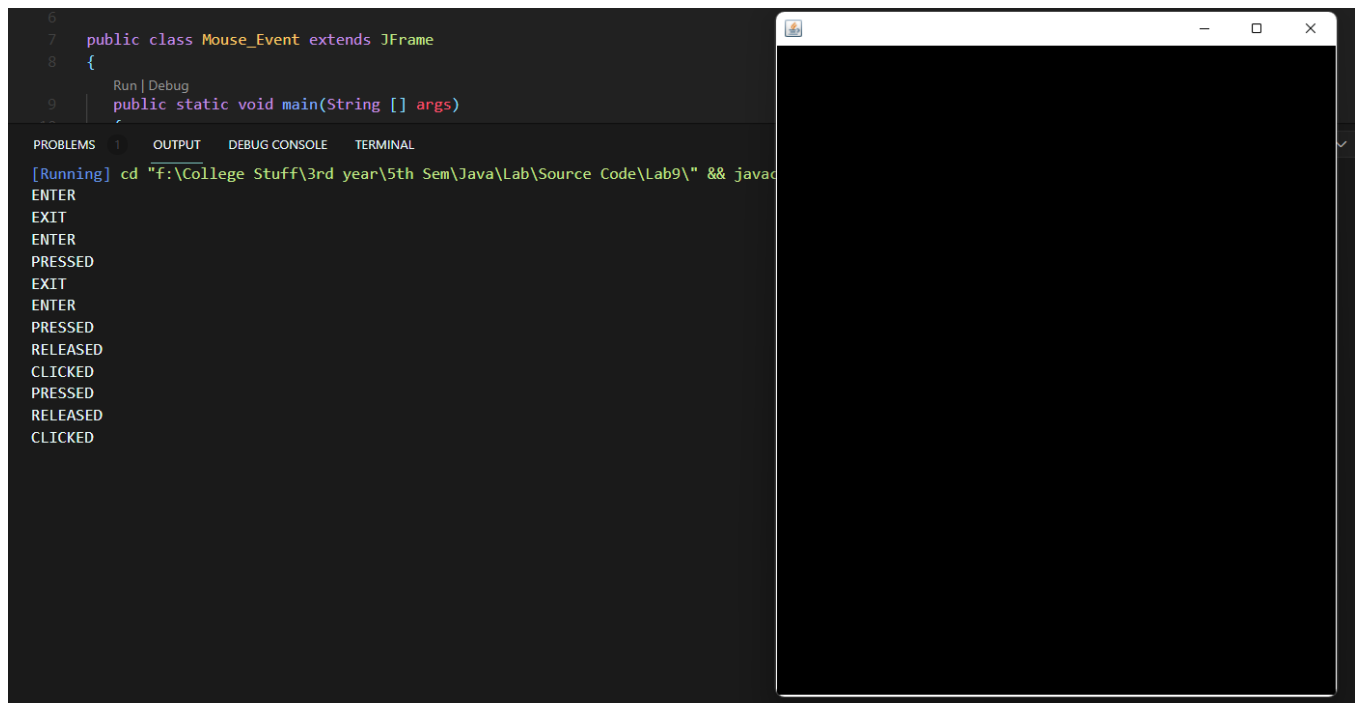 6
7 public class Mouse_Event extends JFrame
8 {
Run | Debug
9 public static void main(String [] args)
PROBLEMS 1 OUTPUT DEBUG CONSOLE TERMINAL
[Running] cd "f:\College Stuff\3rd year\5th Sem\Java\Lab\Source Code\Lab9\" && javac
ENTER
EXIT
ENTER
PRESSED
EXIT
ENTER
PRESSED
RELEASED
CLICKED
PRESSED
RELEASED
CLICKED